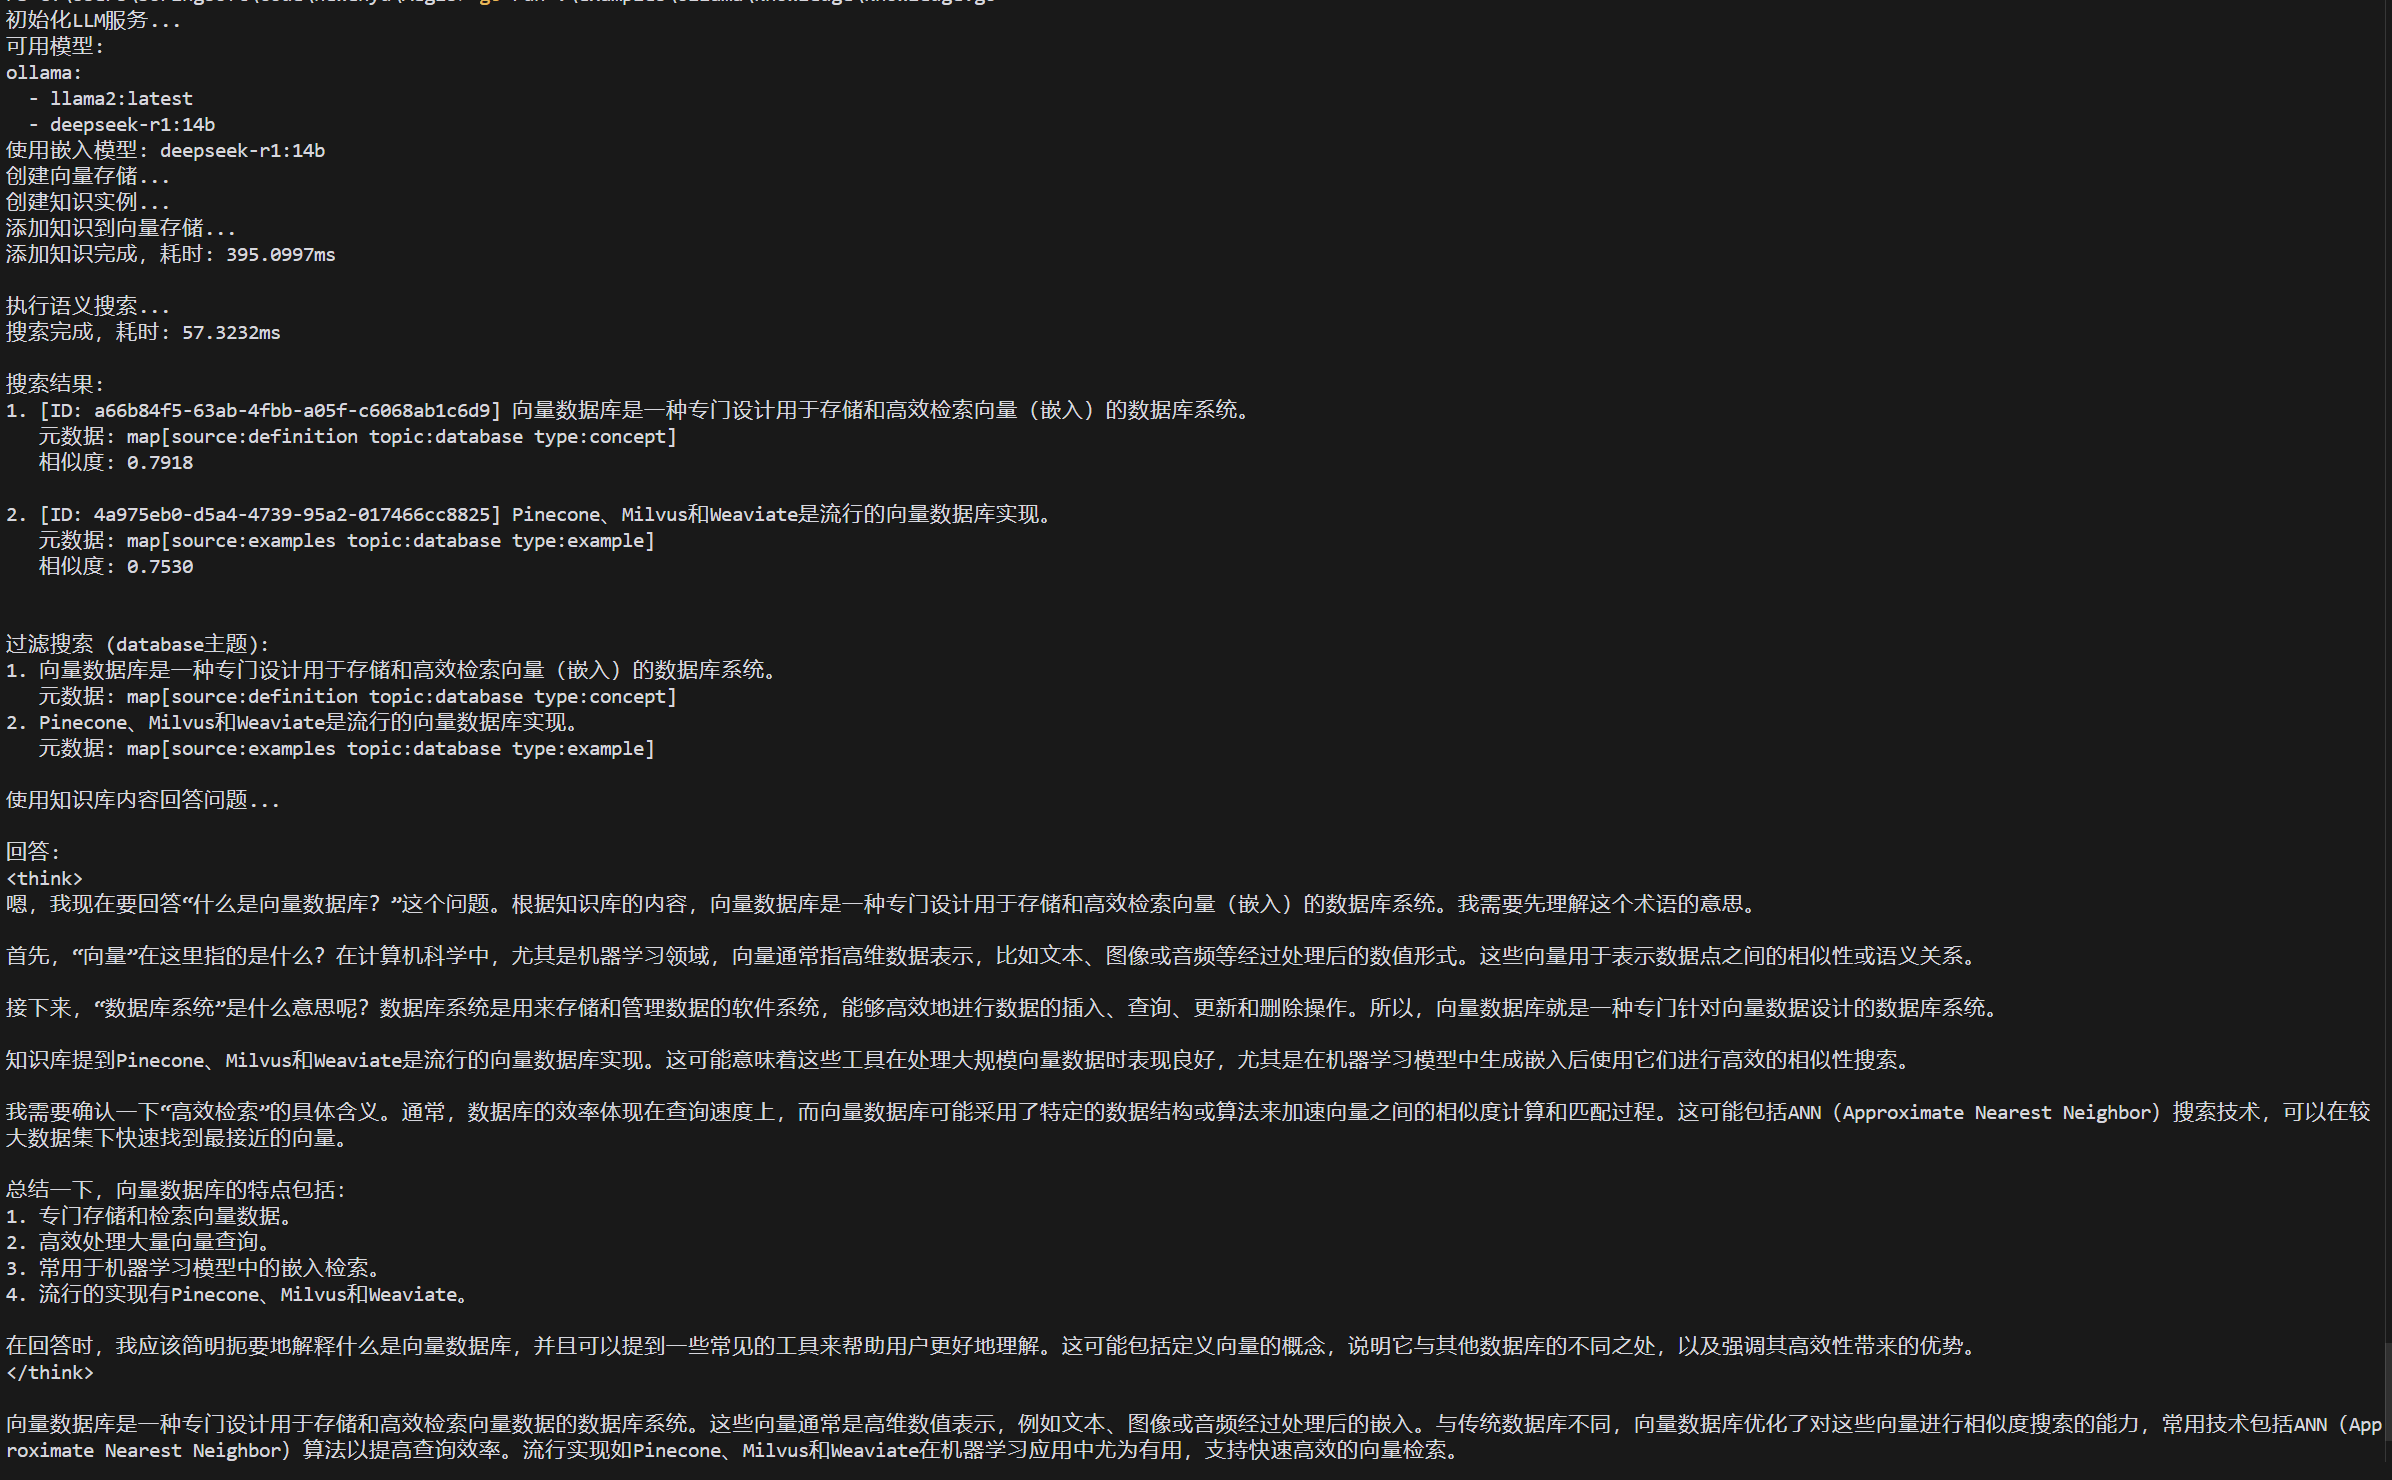 初始化LLM服务...
可用模型:
ollama:
  - llama2:latest
  - deepseek-r1:14b
使用嵌入模型: deepseek-r1:14b
创建向量存储...
创建知识实例...
添加知识到向量存储...
添加知识完成，耗时: 395.0997ms

执行语义搜索...
搜索完成，耗时: 57.3232ms

搜索结果:
1. [ID: a66b84f5-63ab-4fbb-a05f-c6068ab1c6d9] 向量数据库是一种专门设计用于存储和高效检索向量（嵌入）的数据库系统。
   元数据: map[source:definition topic:database type:concept]
   相似度: 0.7918

2. [ID: 4a975eb0-d5a4-4739-95a2-017466cc8825] Pinecone、Milvus和Weaviate是流行的向量数据库实现。
   元数据: map[source:examples topic:database type:example]
   相似度: 0.7530

过滤搜索（database主题）:
1. 向量数据库是一种专门设计用于存储和高效检索向量（嵌入）的数据库系统。
   元数据: map[source:definition topic:database type:concept]
2. Pinecone、Milvus和Weaviate是流行的向量数据库实现。
   元数据: map[source:examples topic:database type:example]

使用知识库内容回答问题...

回答:
<think>
嗯，我现在要回答“什么是向量数据库？”这个问题。根据知识库的内容，向量数据库是一种专门设计用于存储和高效检索向量（嵌入）的数据库系统。我需要先理解这个术语的意思。

首先，“向量”在这里指的是什么？在计算机科学中，尤其是机器学习领域，向量通常指高维数据表示，比如文本、图像或音频等经过处理后的数值形式。这些向量用于表示数据点之间的相似性或语义关系。

接下来，“数据库系统”是什么意思呢？数据库系统是用来存储和管理数据的软件系统，能够高效地进行数据的插入、查询、更新和删除操作。所以，向量数据库就是一种专门针对向量数据设计的数据库系统。

知识库提到Pinecone、Milvus和Weaviate是流行的向量数据库实现。这可能意味着这些工具在处理大规模向量数据时表现良好，尤其是在机器学习模型中生成嵌入后使用它们进行高效的相似性搜索。

我需要确认一下“高效检索”的具体含义。通常，数据库的效率体现在查询速度上，而向量数据库可能采用了特定的数据结构或算法来加速向量之间的相似度计算和匹配过程。这可能包括ANN（Approximate Nearest Neighbor）搜索技术，可以在较
大数据集下快速找到最接近的向量。

总结一下，向量数据库的特点包括:
1. 专门存储和检索向量数据。
2. 高效处理大量向量查询。
3. 常用于机器学习模型中的嵌入检索。
4. 流行的实现有Pinecone、Milvus和Weaviate。

在回答时，我应该简明扼要地解释什么是向量数据库，并且可以提到一些常见的工具来帮助用户更好地理解。这可能包括定义向量的概念，说明它与其他数据库的不同之处，以及强调其高效性带来的优势。
</think>

向量数据库是一种专门设计用于存储和高效检索向量数据的数据库系统。这些向量通常是高维数值表示，例如文本、图像或音频经过处理后的嵌入。与传统数据库不同，向量数据库优化了对这些向量进行相似度搜索的能力，常用技术包括ANN（App
roximate Nearest Neighbor）算法以提高查询效率。流行实现如Pinecone、Milvus和Weaviate在机器学习应用中尤为有用，支持快速高效的向量检索。